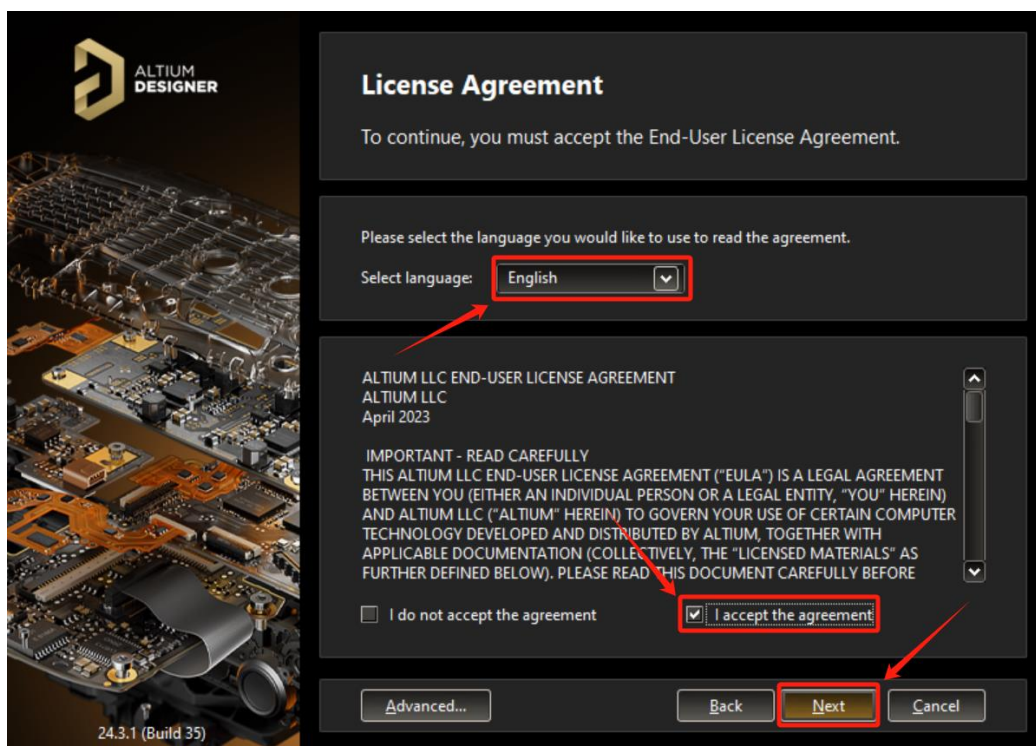 ALTIUM
DESIGNER
License Agreement
To continue, you must accept the End-User License Agreement.
Please select the language you would like to use to read the agreement.
Select language:
English
ALTIUM LLC END-USER LICENSE AGREEMENT
ALTIUM LLC
April 2023
IMPORTANT - READ CAREFULLY
THIS ALTIUM LLC END-USER LICENSE AGREEMENT ("EULA") IS A LEGAL AGREEMENT
BETWEEN YOU (EITHER AN INDIVIDUAL PERSON OR A LEGAL ENTITY, "YOU" HEREIN)
AND ALTIUM LLC ("ALTIUM" HEREIN) TO GOVERN YOUR USE OF CERTAIN COMPUTER
TECHNOLOGY DEVELOPED AND DISTRIBUTED BY ALTIUM, TOGETHER WITH
APPLICABLE DOCUMENTATION (COLLECTIVELY, THE "LICENSED MATERIALS" AS
FURTHER DEFINED BELOW). PLEASE READ THIS DOCUMENT CAREFULLY BEFORE
I do not accept the agreement
I accept the agreement
Advanced...
Back
Next
Cancel
24.3.1 (Build 35)